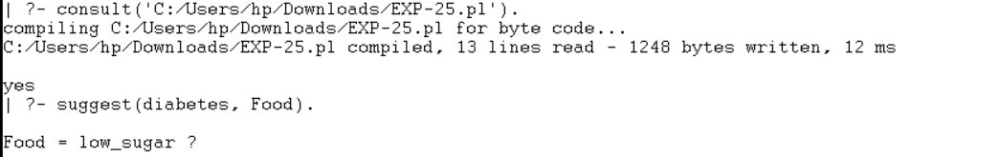 | ?- consult('C:/Users/hp/Downloads/EXP-25.pl').
compiling C:/Users/hp/Downloads/EXP-25.pl for byte code...
C:/Users/hp/Downloads/EXP-25.pl compiled, 13 lines read - 1248 bytes written, 12 ms
yes
| ?- suggest(diabetes, Food).
Food = low_sugar ?